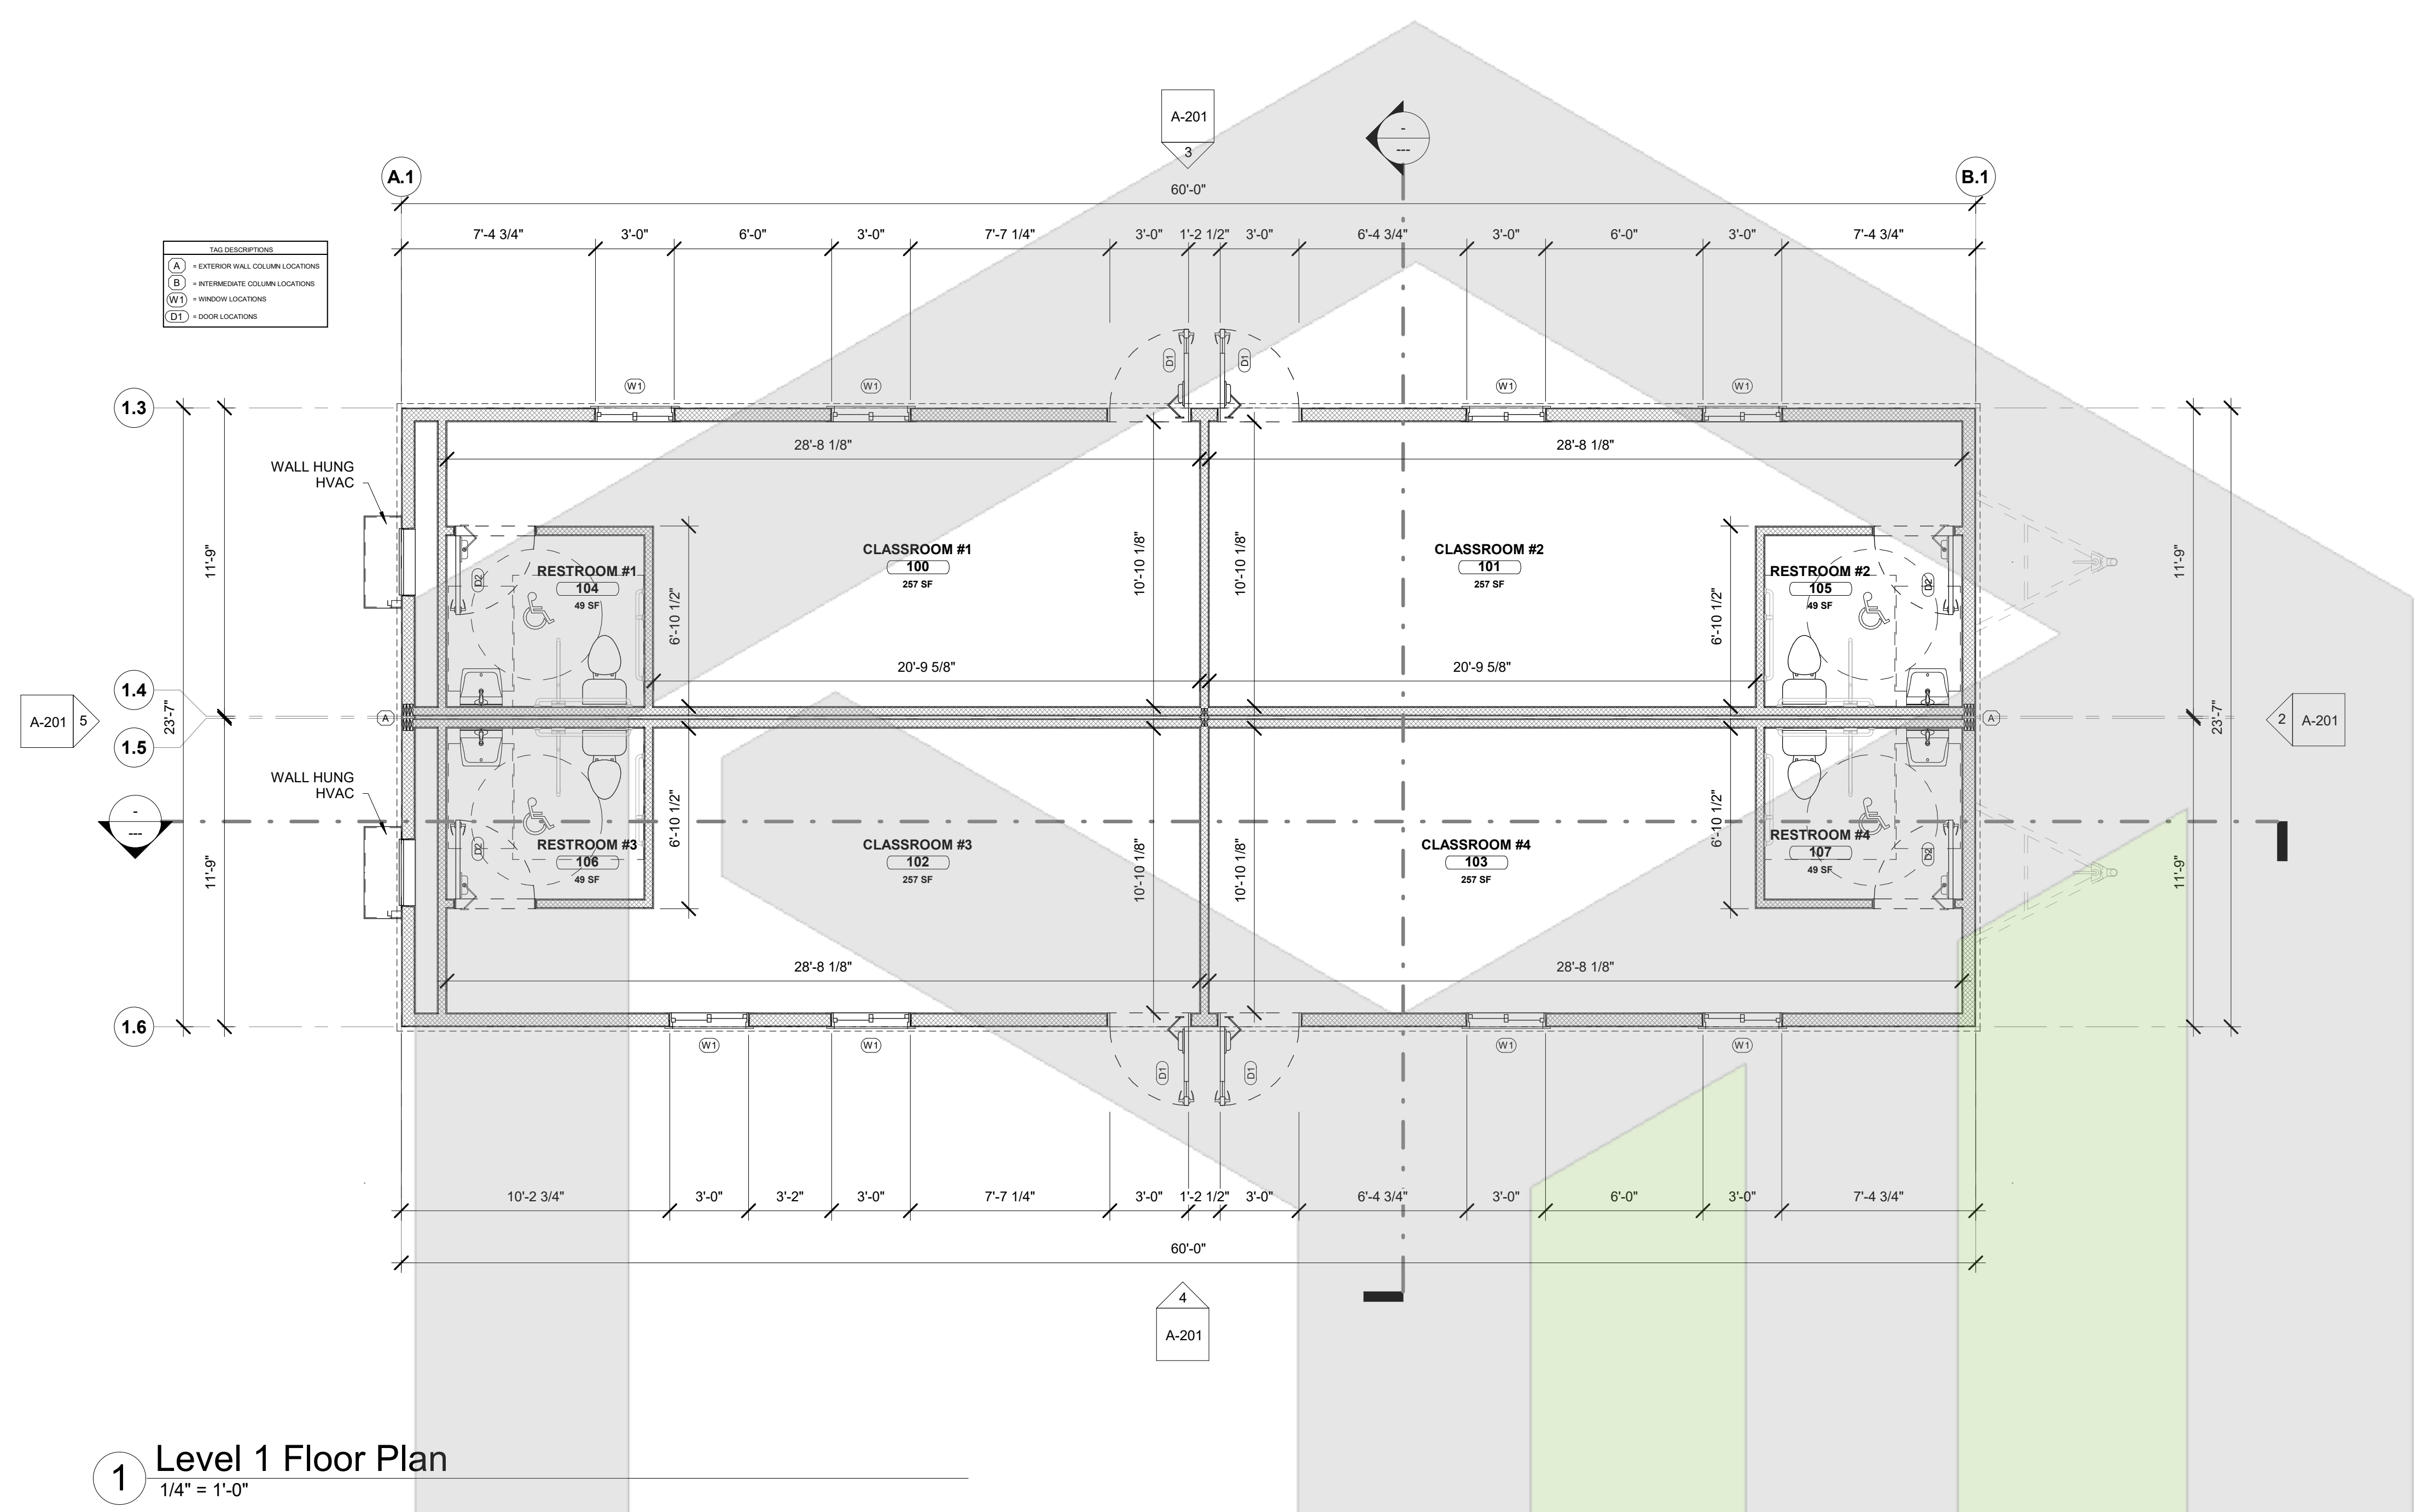 A-201
3
-
---
A.1
B.1
60'-0"
7'-4 3/4"
3'-0"
6'-0"
3'-0"
7'-7 1/4"
3'-0"
1'-2 1/2"
3'-0"
6'-4 3/4"
3'-0"
6'-0"
3'-0"
7'-4 3/4"
TAG DESCRIPTIONS
A = EXTERIOR WALL COLUMN LOCATIONS
B = INTERMEDIATE COLUMN LOCATIONS
W1 = WINDOW LOCATIONS
D1 = DOOR LOCATIONS
D1
D1
W1
W1
W1
W1
1.3
28'-8 1/8"
28'-8 1/8"
WALL HUNG
HVAC
11'-9"
CLASSROOM #1
100
257 SF
10'-10 1/8"
10'-10 1/8"
CLASSROOM #2
101
257 SF
11'-9"
RESTROOM #1
104
49 SF
D2
6'-10 1/2"
6'-10 1/2"
RESTROOM #2
105
49 SF
D2
20'-9 5/8"
20'-9 5/8"
1.4
A-201
5
23'-7"
A
A
23'-7"
2
A-201
1.5
WALL HUNG
HVAC
-
---
11'-9"
D2
RESTROOM #3
106
49 SF
6'-10 1/2"
CLASSROOM #3
102
257 SF
10'-10 1/8"
10'-10 1/8"
CLASSROOM #4
103
257 SF
6'-10 1/2"
RESTROOM #4
107
49 SF
D2
11'-9"
28'-8 1/8"
28'-8 1/8"
1.6
W1
W1
W1
W1
D1
D1
10'-2 3/4"
3'-0"
3'-2"
3'-0"
7'-7 1/4"
3'-0"
1'-2 1/2"
3'-0"
6'-4 3/4"
3'-0"
6'-0"
3'-0"
7'-4 3/4"
60'-0"
4
A-201
1
Level 1 Floor Plan
1/4" = 1'-0"